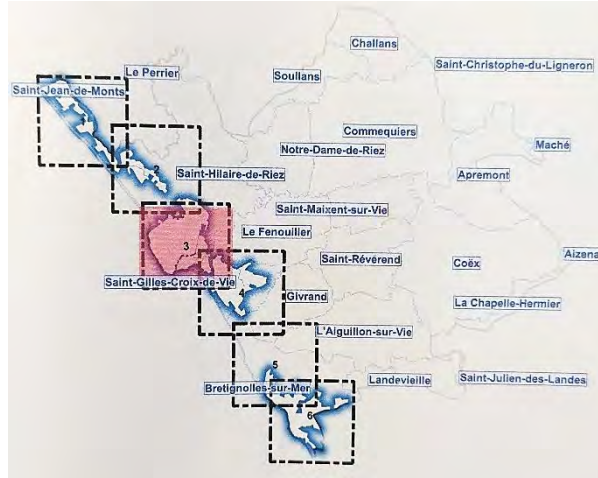 Challans
Saint-Christophe-du-Ligneron
Le Perrier
Soullans
Saint-Jean-de-Monts
Commequiers
Notre-Dame-de-Riez
Maché
2
Saint-Hilaire-de-Riez
Apremont
Saint-Maixent-sur-Vie
Le Fenouiller
3
Saint-Révérend
Coëx
Aizena
Saint-Gilles-Croix-de-Vie
4
Givrand
La Chapelle-Hermier
L'Aiguillon-sur-Vie
5
Bretignolles-sur-Mer
Landevieille
Saint-Julien-des-Landes
6